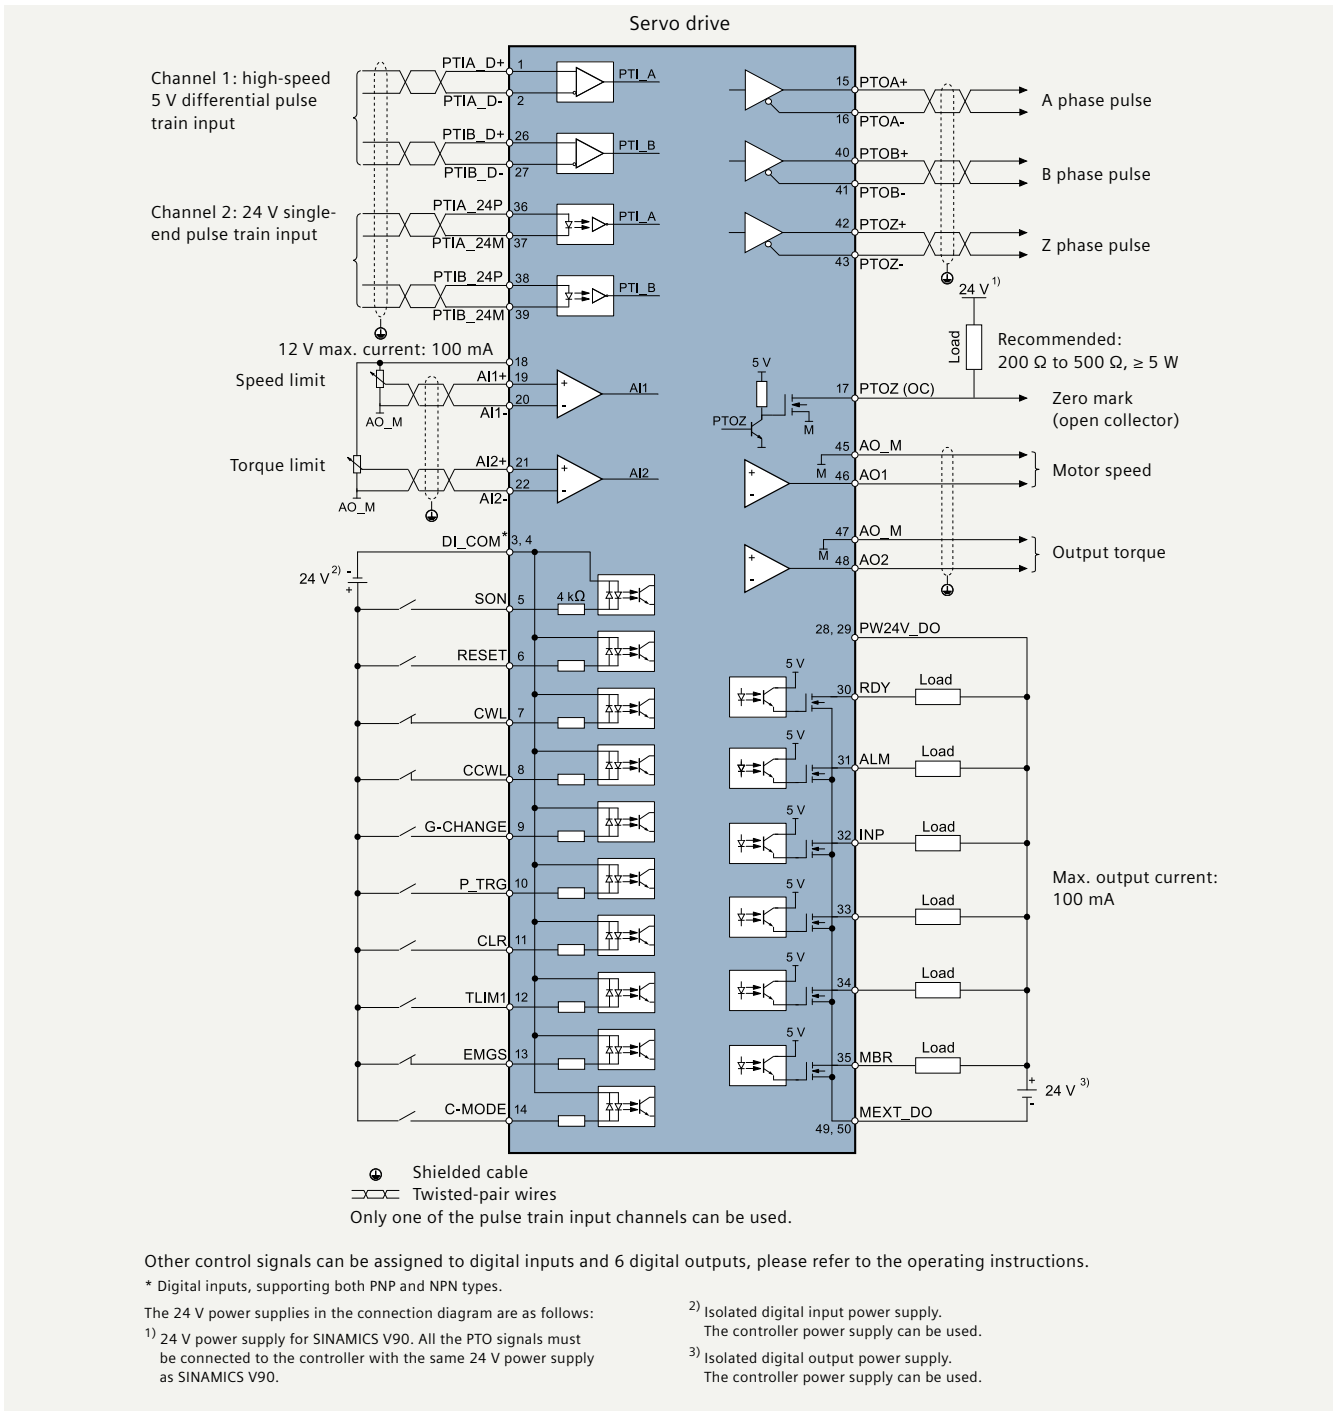 Servo drive
Channel 1: high-speed
5 V differential pulse
train input
PTIA_D+ 1
PTI_A
PTIA_D- 2
PTIB_D+ 26
PTI_B
PTIB_D- 27
Channel 2: 24 V single-
end pulse train input
PTIA_24P 36
PTI_A
PTIA_24M 37
PTIB_24P 38
PTI_B
PTIB_24M 39
15 PTOA+
16 PTOA-
A phase pulse
40 PTOB+
41 PTOB-
B phase pulse
42 PTOZ+
43 PTOZ-
Z phase pulse
24 V 1)
Load
Recommended:
200 Ω to 500 Ω, ≥ 5 W
12 V max. current: 100 mA
18
Speed limit
AI1+ 19
AI1
AI1- 20
AO_M
Torque limit
AI2+ 21
AI2
AI2- 22
AO_M
5 V
PTOZ
M
17 PTOZ (OC)
Zero mark
(open collector)
45 AO_M
M
46 AO1
Motor speed
47 AO_M
M
48 AO2
Output torque
DI_COM* 3, 4
24 V 2) -
+
SON 5
4 kΩ
RESET 6
CWL 7
CCWL 8
G-CHANGE 9
P_TRG 10
CLR 11
TLIM1 12
EMGS 13
C-MODE 14
28, 29 PW24V_DO
5 V
30 RDY
Load
5 V
31 ALM
Load
5 V
32 INP
Load
5 V
33
Load
5 V
34
Load
5 V
35 MBR
Load
Max. output current:
100 mA
+
24 V 3)
-
49, 50 MEXT_DO
Shielded cable
Twisted-pair wires
Only one of the pulse train input channels can be used.
Other control signals can be assigned to digital inputs and 6 digital outputs, please refer to the operating instructions.
* Digital inputs, supporting both PNP and NPN types.
The 24 V power supplies in the connection diagram are as follows:
1) 24 V power supply for SINAMICS V90. All the PTO signals must
be connected to the controller with the same 24 V power supply
as SINAMICS V90.
2) Isolated digital input power supply.
The controller power supply can be used.
3) Isolated digital output power supply.
The controller power supply can be used.